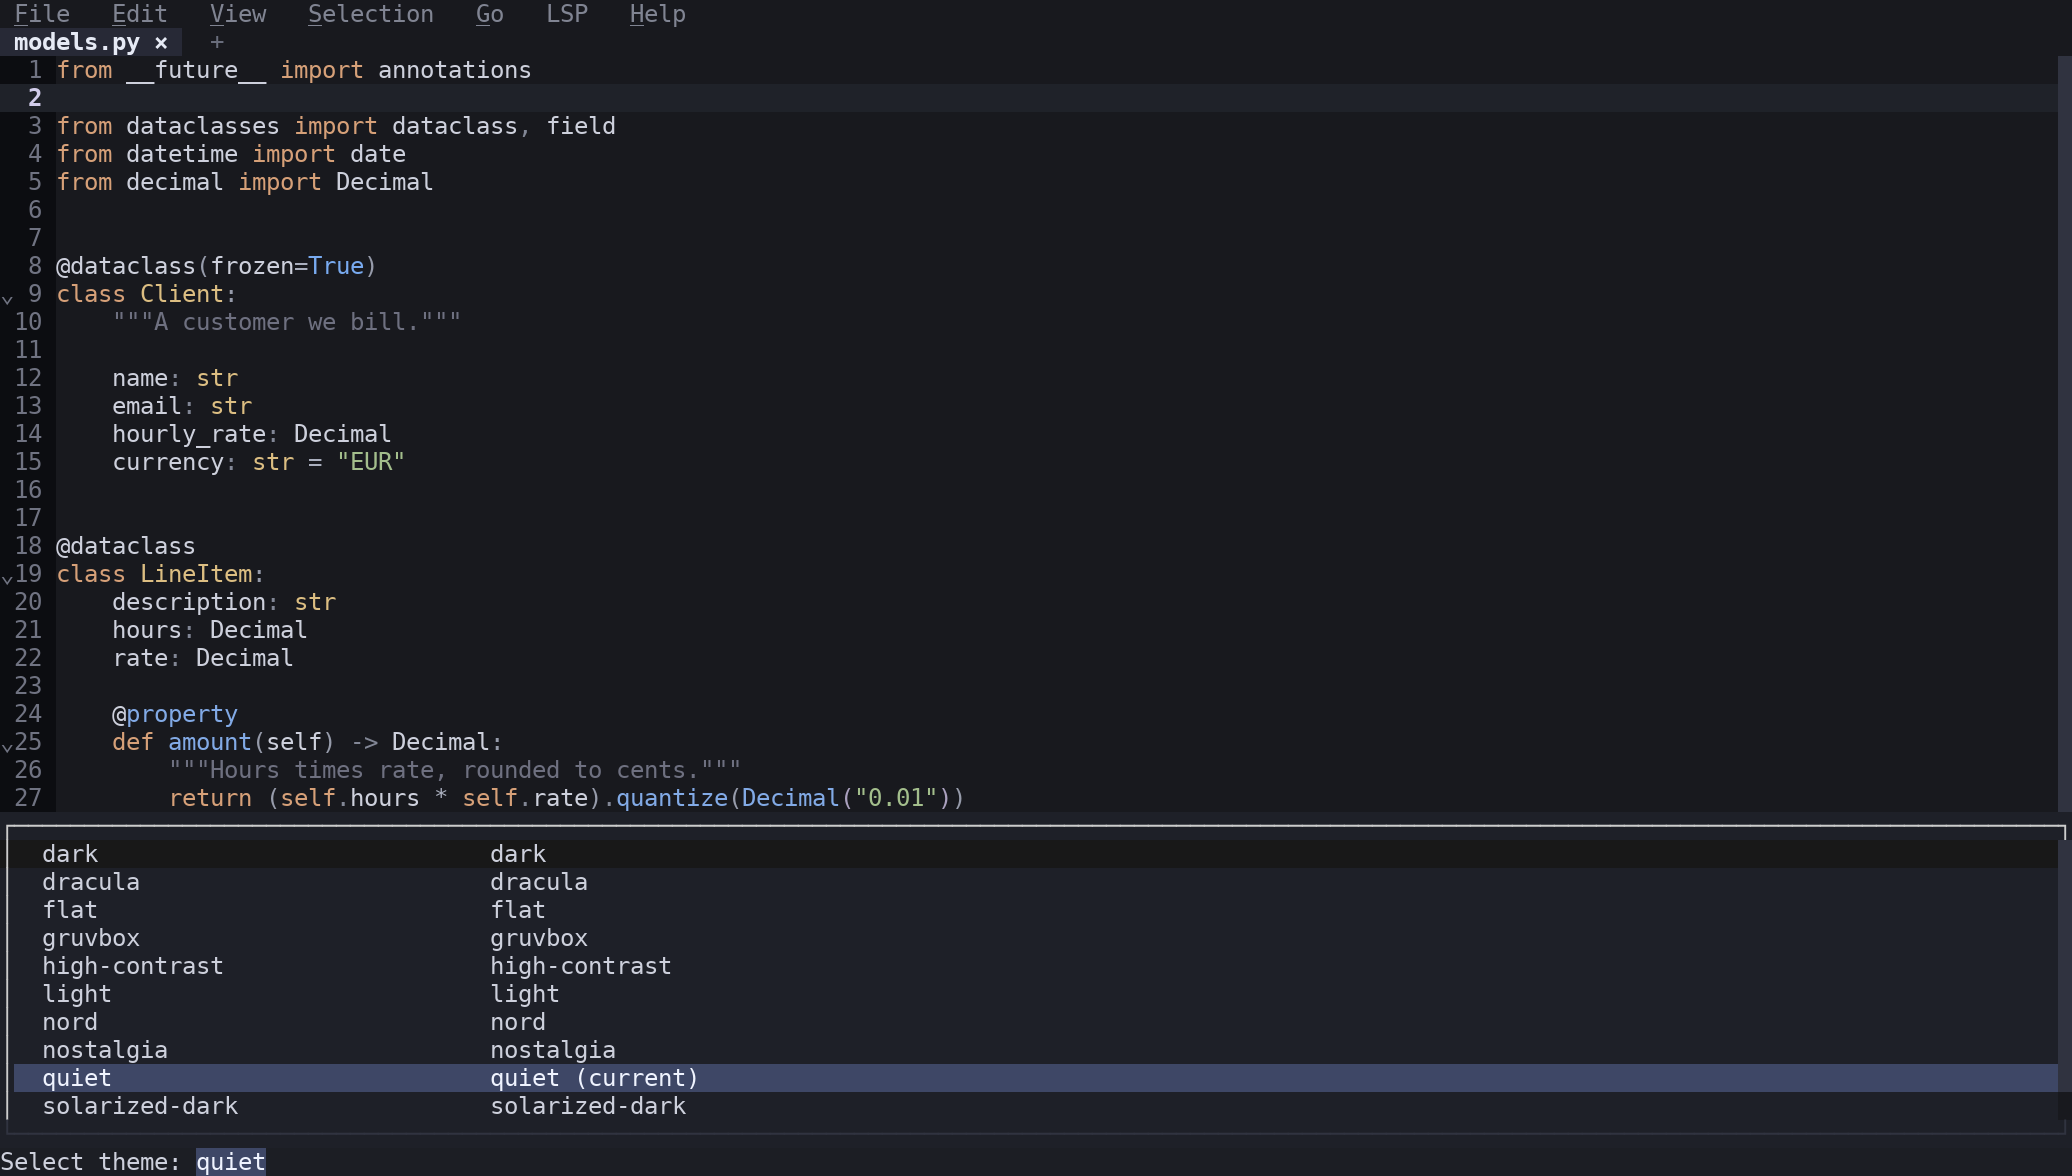 File   Edit   View   Selection   Go   LSP   Help
models.py ×   +
1 from __future__ import annotations
2
3 from dataclasses import dataclass, field
4 from datetime import date
5 from decimal import Decimal
6
7
8 @dataclass(frozen=True)
9 class Client:
10     """A customer we bill."""
11
12     name: str
13     email: str
14     hourly_rate: Decimal
15     currency: str = "EUR"
16
17
18 @dataclass
19 class LineItem:
20     description: str
21     hours: Decimal
22     rate: Decimal
23
24     @property
25     def amount(self) -> Decimal:
26         """Hours times rate, rounded to cents."""
27         return (self.hours * self.rate).quantize(Decimal("0.01"))
dark   dark
dracula   dracula
flat   flat
gruvbox   gruvbox
high-contrast   high-contrast
light   light
nord   nord
nostalgia   nostalgia
quiet   quiet (current)
solarized-dark   solarized-dark
Select theme: quiet